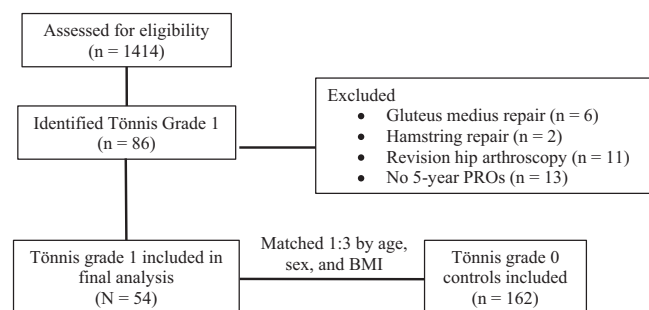 Assessed for eligibility
(n = 1414)
Identified Tönnis Grade 1
(n = 86)
Excluded
• Gluteus medius repair (n = 6)
• Hamstring repair (n = 2)
• Revision hip arthroscopy (n = 11)
• No 5-year PROs (n = 13)
Tönnis grade 1 included in
final analysis
(N = 54)
Matched 1:3 by age,
sex, and BMI
Tönnis grade 0
controls included
(n = 162)